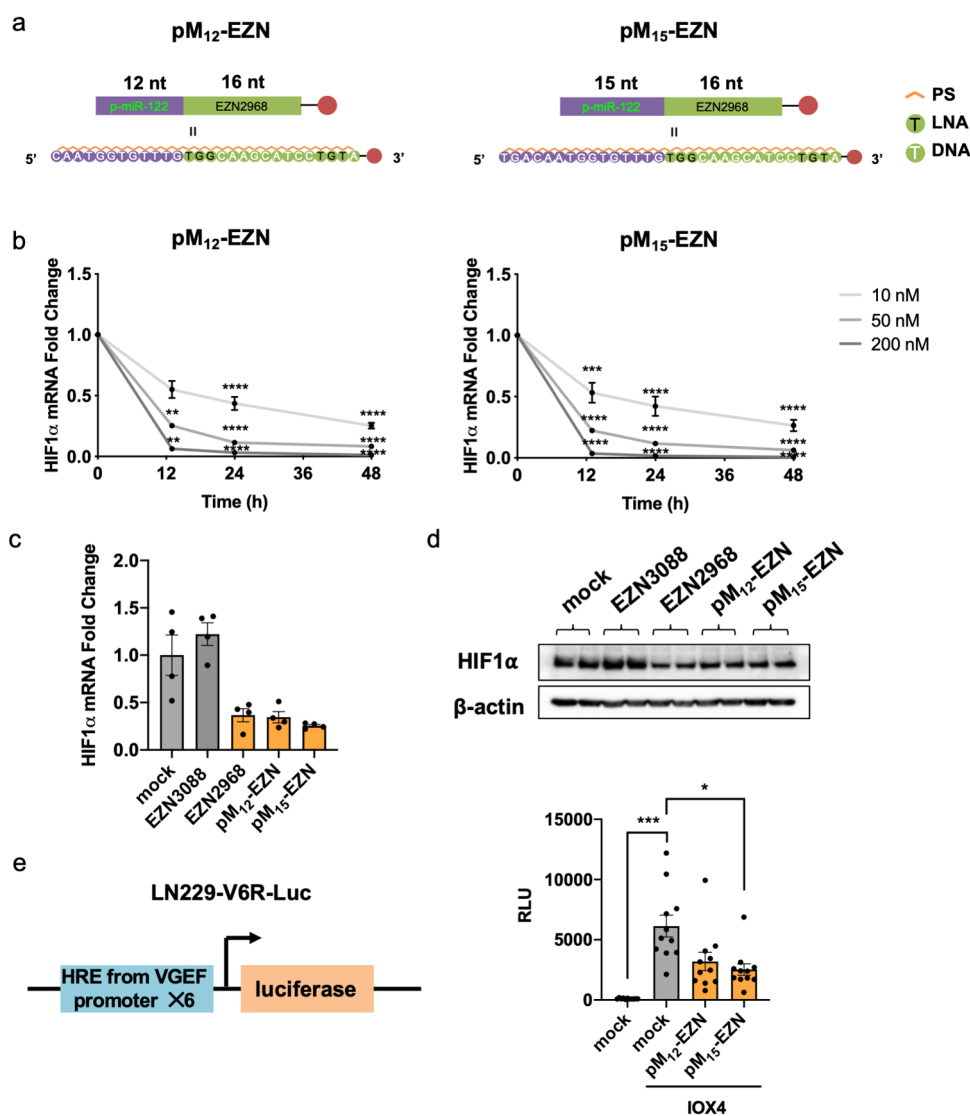 a
pM12-EZN
pM15-EZN
12 nt
16 nt
p-miR-122
EZN2968
=
5’
CAATGGTGTTTGTGGCAAGCATCCTGTA
3’
15 nt
16 nt
p-miR-122
EZN2968
=
5’
TGACAATGGTGTTTGTGGCAAGCATCCTGTA
3’
PS
T LNA
T DNA
b
pM12-EZN
HIF1α mRNA Fold Change
1.5
1.0
0.5
0.0
**
**
****
****
****
****
****
0
12
24
36
48
Time (h)
pM15-EZN
HIF1α mRNA Fold Change
1.5
1.0
0.5
0.0
***
****
****
****
****
****
****
****
****
0
12
24
36
48
Time (h)
10 nM
50 nM
200 nM
c
HIF1α mRNA Fold Change
2.0
1.5
1.0
0.5
0.0
mock
EZN3088
EZN2968
pM12-EZN
pM15-EZN
d
mock
EZN3088
EZN2968
pM12-EZN
pM15-EZN
HIF1α
β-actin
e
LN229-V6R-Luc
HRE from VGEF
promoter ×6
luciferase
RLU
15000
10000
5000
0
***
*
mock
mock
pM12-EZN
pM15-EZN
IOX4